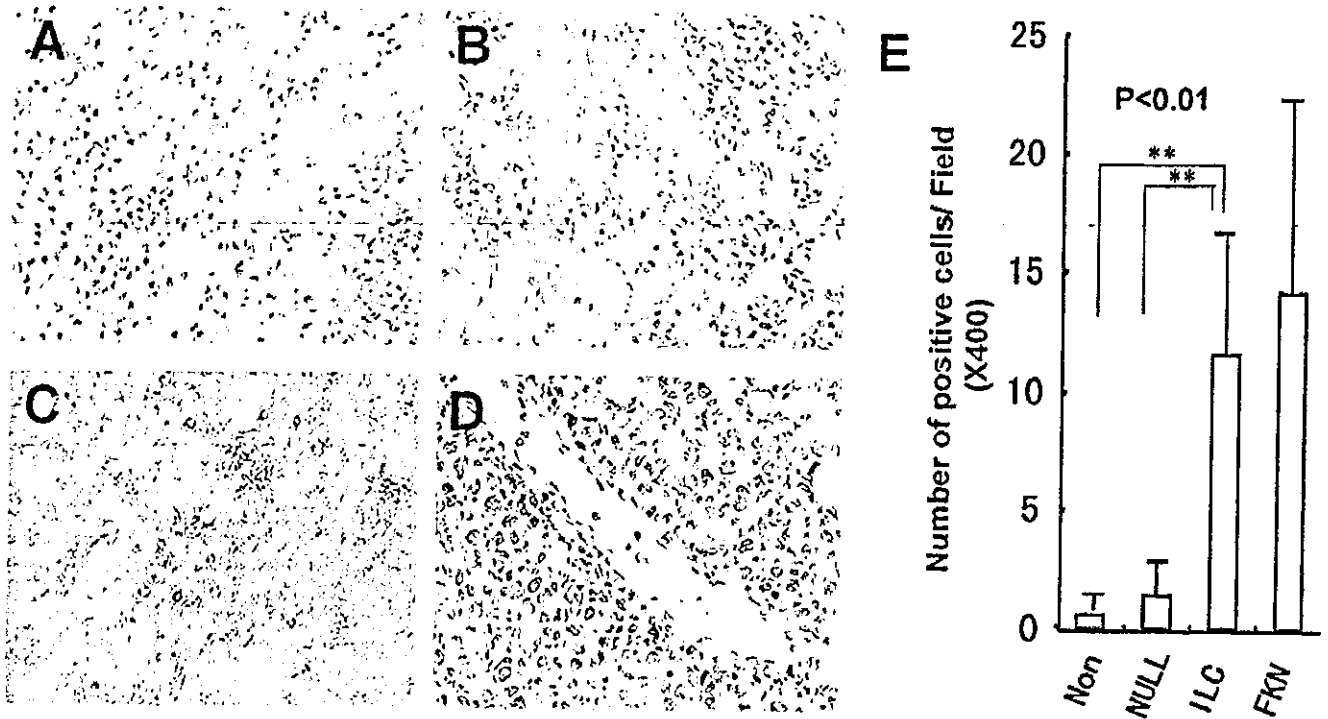 A
B
C
D
E
Number of positive cells/ Field
(X400)
25
20
15
10
5
0
P<0.01
**
**
Non
NULL
ILC
FKN